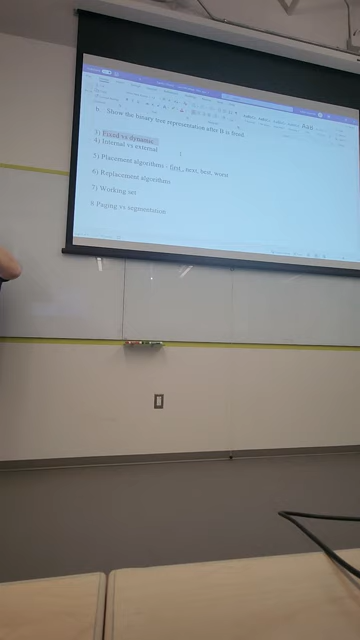 b. Show the binary tree representation after B is freed
3) Fixed vs dynamic
4) Internal vs external
5) Placement algorithms : first , next, best, worst
6) Replacement algorithms
7) Working set
8 Paging vs segmentation